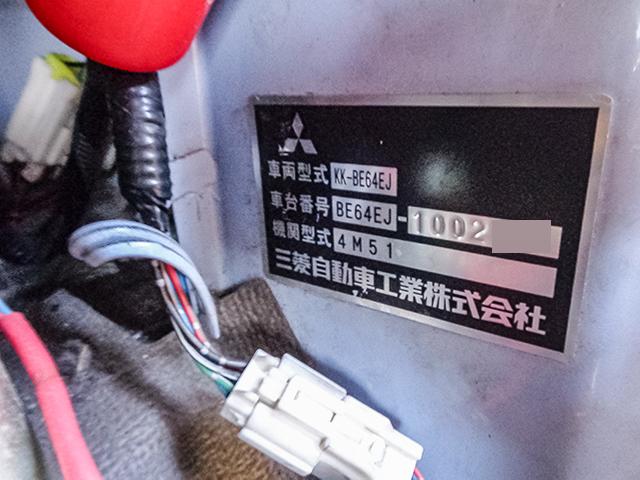 車両型式 KK-BE64EJ
車台番号 BE64EJ-1002
機関型式 4M51
三菱自動車工業株式会社